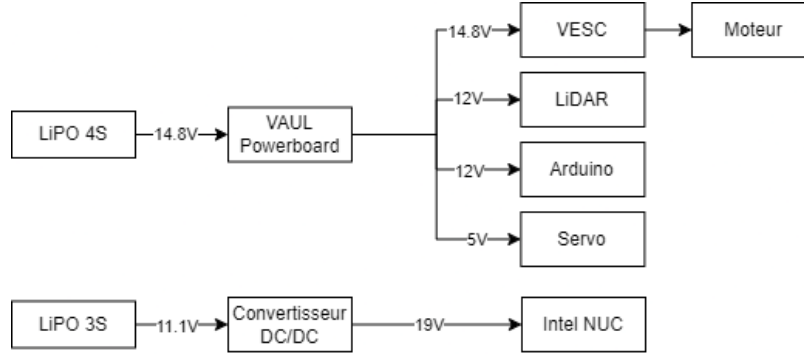 14.8V
VESC
Moteur
12V
LiDAR
LiPO 4S
14.8V
VAUL
Powerboard
12V
Arduino
5V
Servo
LiPO 3S
11.1V
Convertisseur
DC/DC
19V
Intel NUC